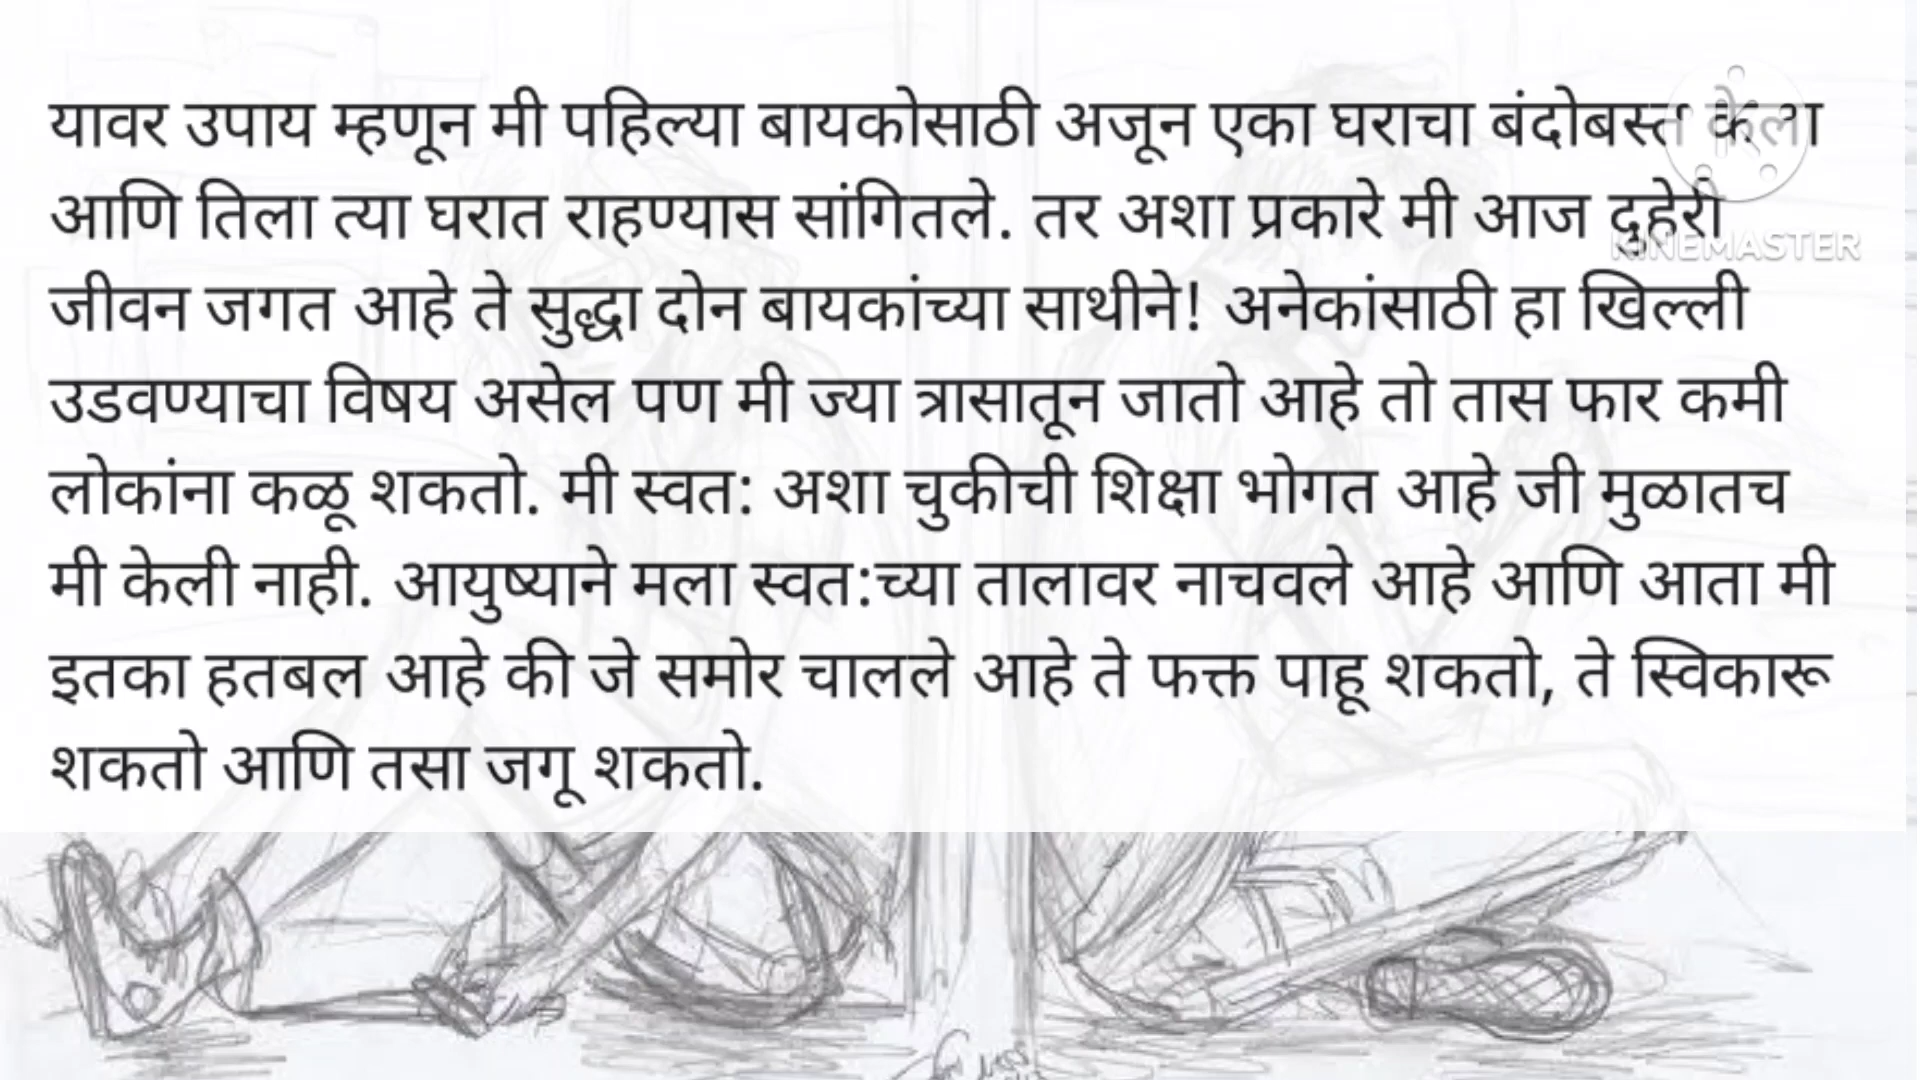 यावर उपाय म्हणून मी पहिल्या बायकोसाठी अजून एका घराचा बंदोबस्त केला
आणि तिला त्या घरात राहण्यास सांगितले. तर अशा प्रकारे मी आज दुहेरी
KINEMASTER
जीवन जगत आहे ते सुद्धा दोन बायकांच्या साथीने! अनेकांसाठी हा खिल्ली
उडवण्याचा विषय असेल पण मी ज्या त्रासातून जातो आहे तो तास फार कमी
लोकांना कळू शकतो. मी स्वत: अशा चुकीची शिक्षा भोगत आहे जी मुळातच
मी केली नाही. आयुष्याने मला स्वत:च्या तालावर नाचवले आहे आणि आता मी
इतका हतबल आहे की जे समोर चालले आहे ते फक्त पाहू शकतो, ते स्विकारू
शकतो आणि तसा जगू शकतो.